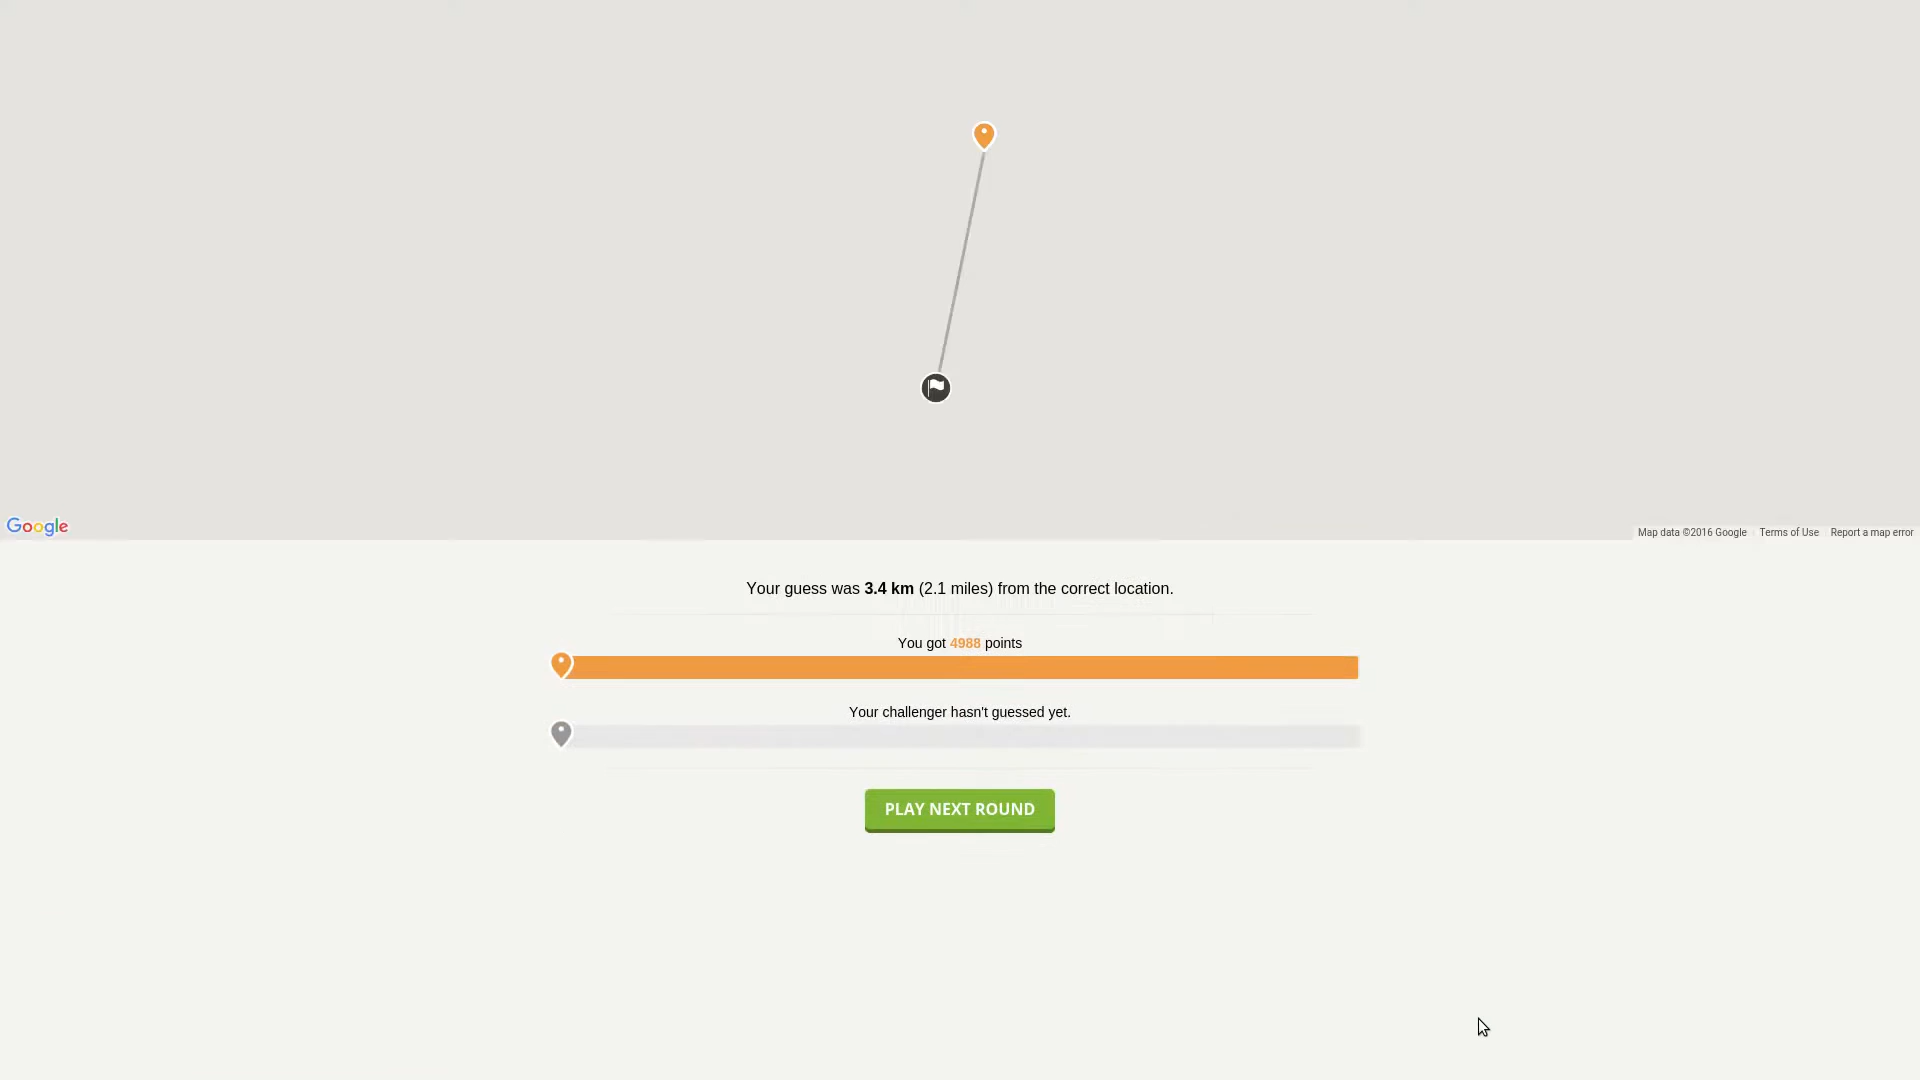 Google
Map data ©2016 Google Terms of Use Report a map error
Your guess was 3.4 km (2.1 miles) from the correct location.
You got 4988 points
Your challenger hasn't guessed yet.
PLAY NEXT ROUND